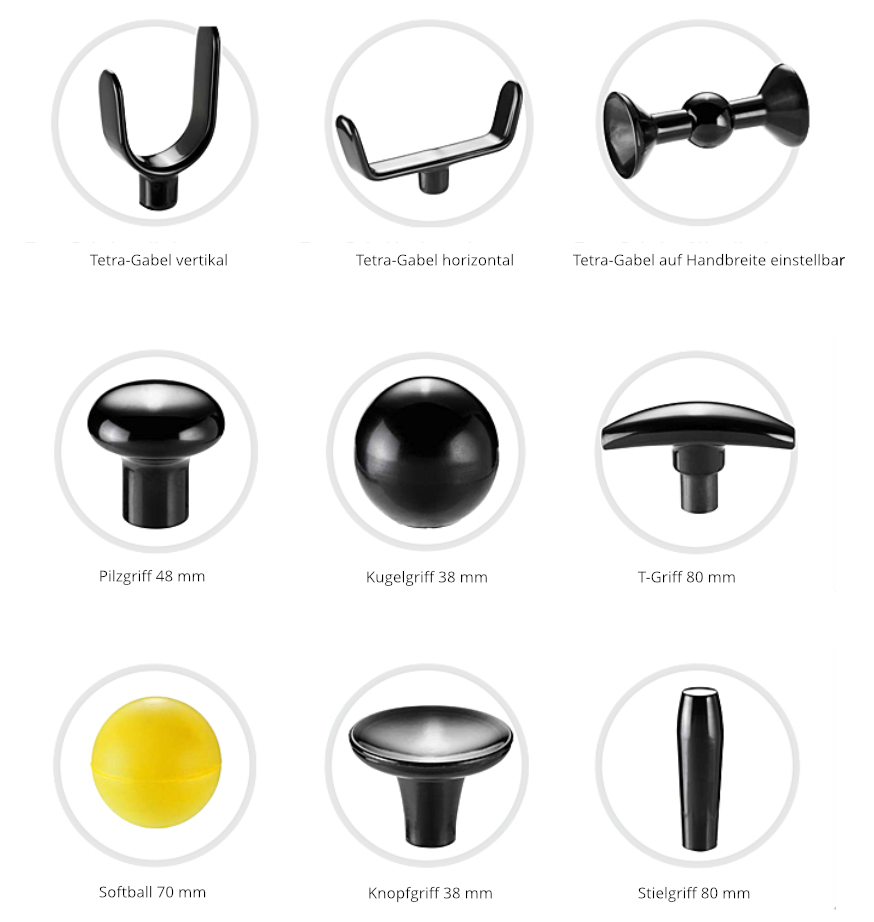 Tetra-Gabel vertikal
Tetra-Gabel horizontal
Tetra-Gabel auf Handbreite einstellbar
Pilzgriff 48 mm
Kugelgriff 38 mm
T-Griff 80 mm
Softball 70 mm
Knopfgriff 38 mm
Stielgriff 80 mm